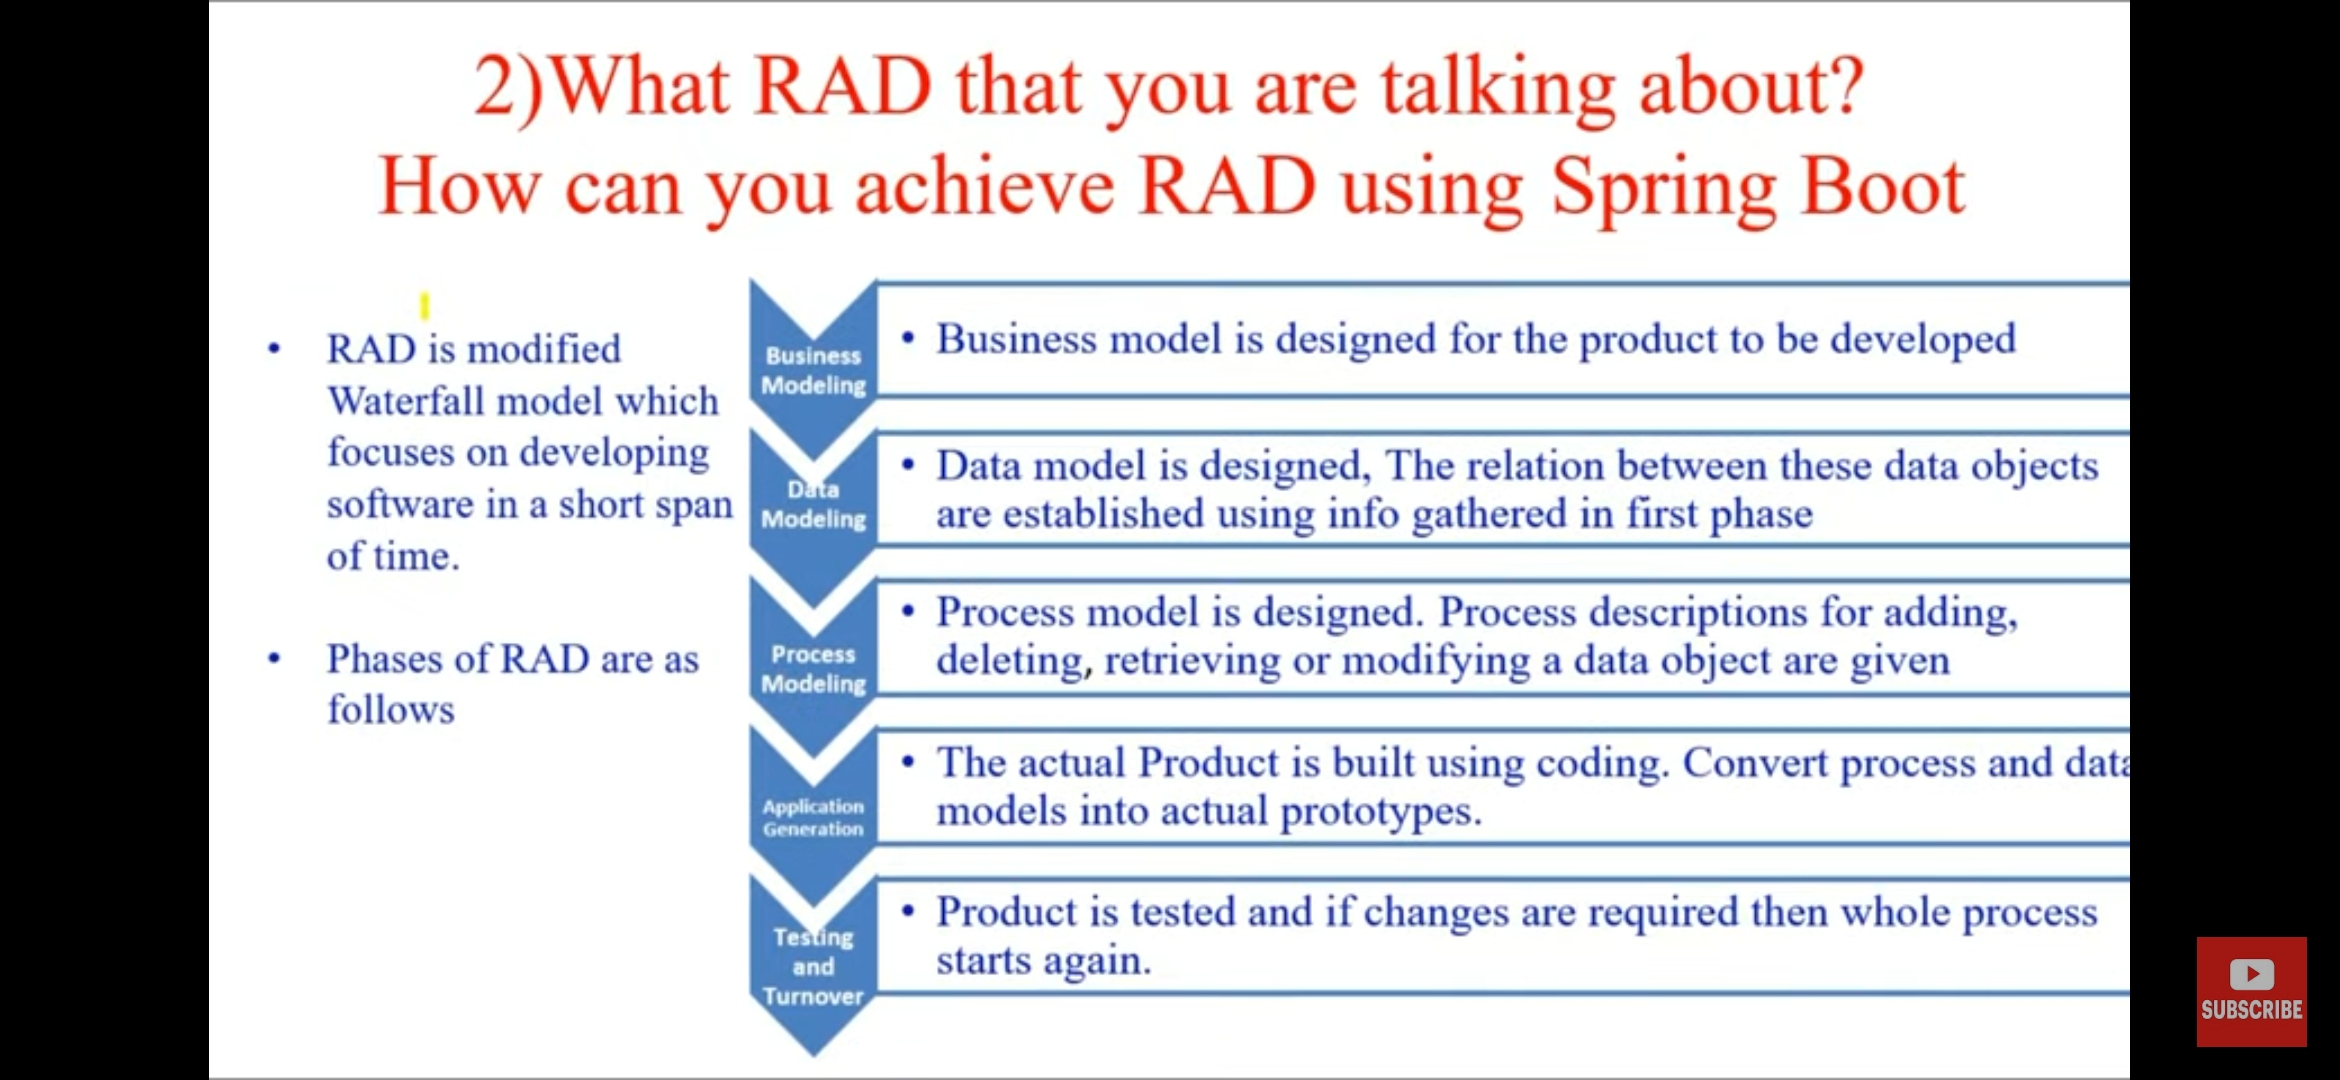 2)What RAD that you are talking about?
How can you achieve RAD using Spring Boot
• RAD is modified
Waterfall model which
focuses on developing
software in a short span
of time.
• Phases of RAD are as
follows
Business
Modeling
• Business model is designed for the product to be developed
Data
Modeling
• Data model is designed, The relation between these data objects
are established using info gathered in first phase
Process
Modeling
• Process model is designed. Process descriptions for adding,
deleting, retrieving or modifying a data object are given
Application
Generation
• The actual Product is built using coding. Convert process and data
models into actual prototypes.
Testing
and
Turnover
• Product is tested and if changes are required then whole process
starts again.
SUBSCRIBE